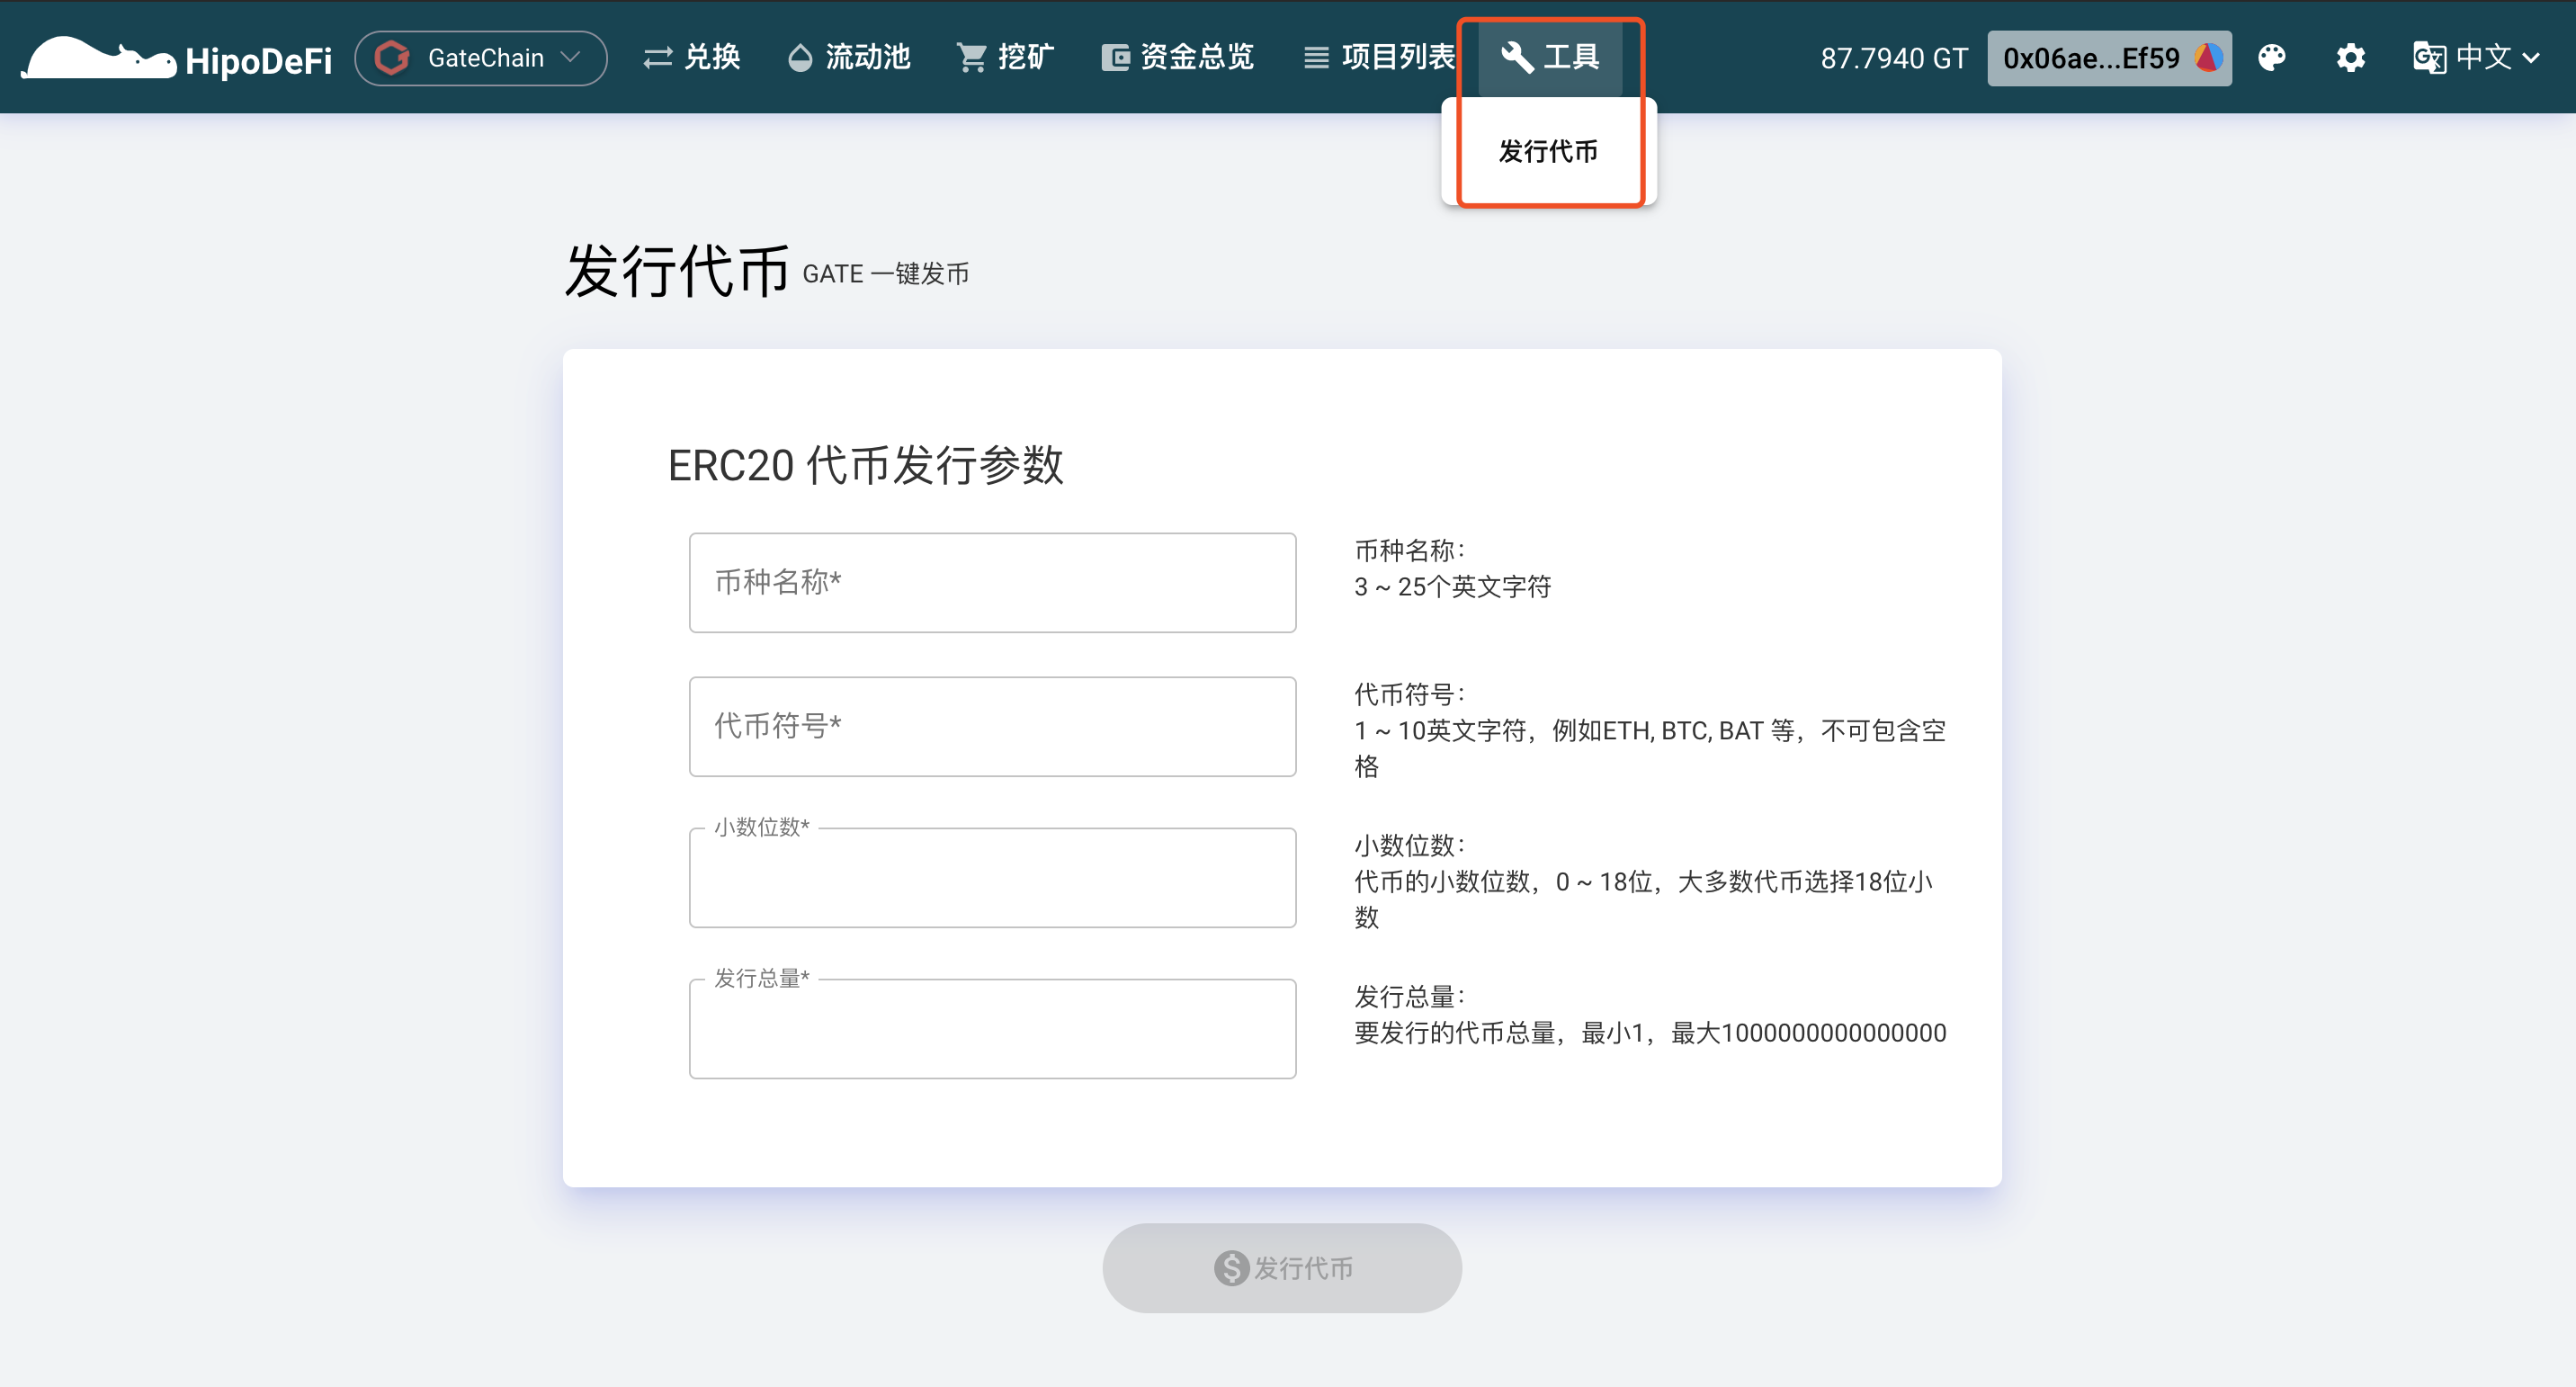 HipoDeFi
GateChain
兑换
流动池
挖矿
资金总览
项目列表
工具
87.7940 GT
0x06ae...Ef59
中文
发行代币
发行代币 GATE 一键发币
ERC20 代币发行参数
币种名称*
币种名称：
3 ~ 25个英文字符
代币符号*
代币符号：
1 ~ 10英文字符，例如ETH, BTC, BAT 等，不可包含空
格
小数位数*
小数位数：
代币的小数位数，0 ~ 18位，大多数代币选择18位小
数
发行总量*
发行总量：
要发行的代币总量，最小1，最大1000000000000000
发行代币